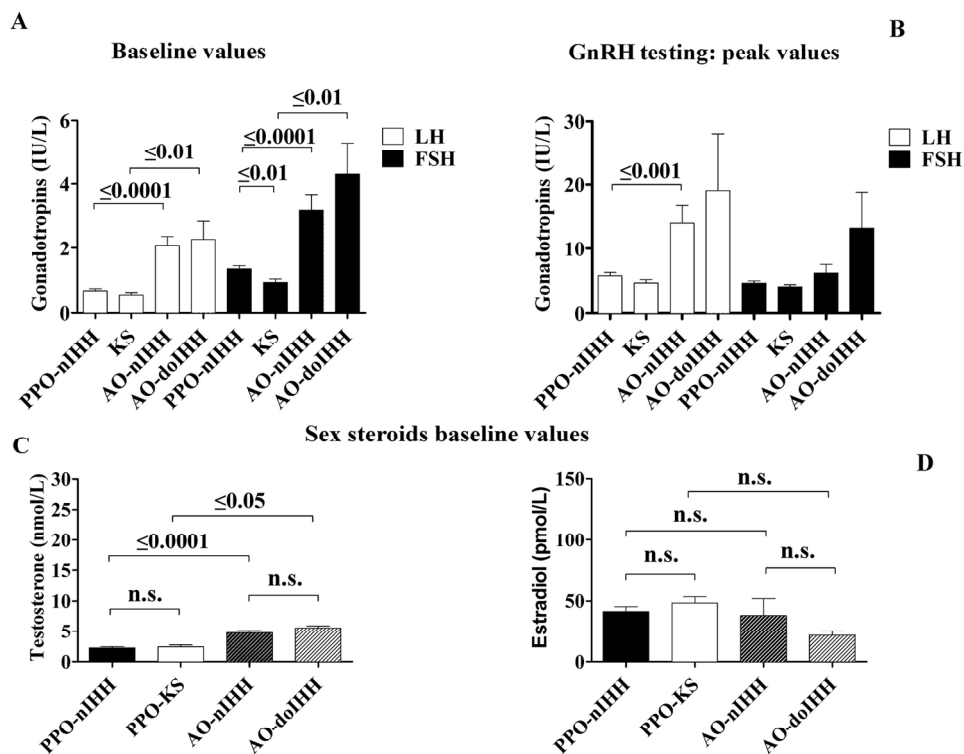 A
Baseline values
Gonadotropins (IU/L)
6
4
2
0
≤0.0001
≤0.01
≤0.01
≤0.0001
≤0.01
LH
FSH
PPO-nIHH
KS
AO-nIHH
AO-doIHH
PPO-nIHH
KS
AO-nIHH
AO-doIHH
B
GnRH testing: peak values
Gonadotropins (IU/L)
30
20
10
0
≤0.001
LH
FSH
PPO-nIHH
KS
AO-nIHH
AO-doIHH
PPO-nIHH
KS
AO-nIHH
AO-doIHH
Sex steroids baseline values
C
Testosterone (nmol/L)
30
25
20
15
10
5
0
≤0.05
≤0.0001
n.s.
n.s.
PPO-nIHH
PPO-KS
AO-nIHH
AO-doIHH
D
Estradiol (pmol/L)
150
100
50
0
n.s.
n.s.
n.s.
n.s.
PPO-nIHH
PPO-KS
AO-nIHH
AO-doIHH